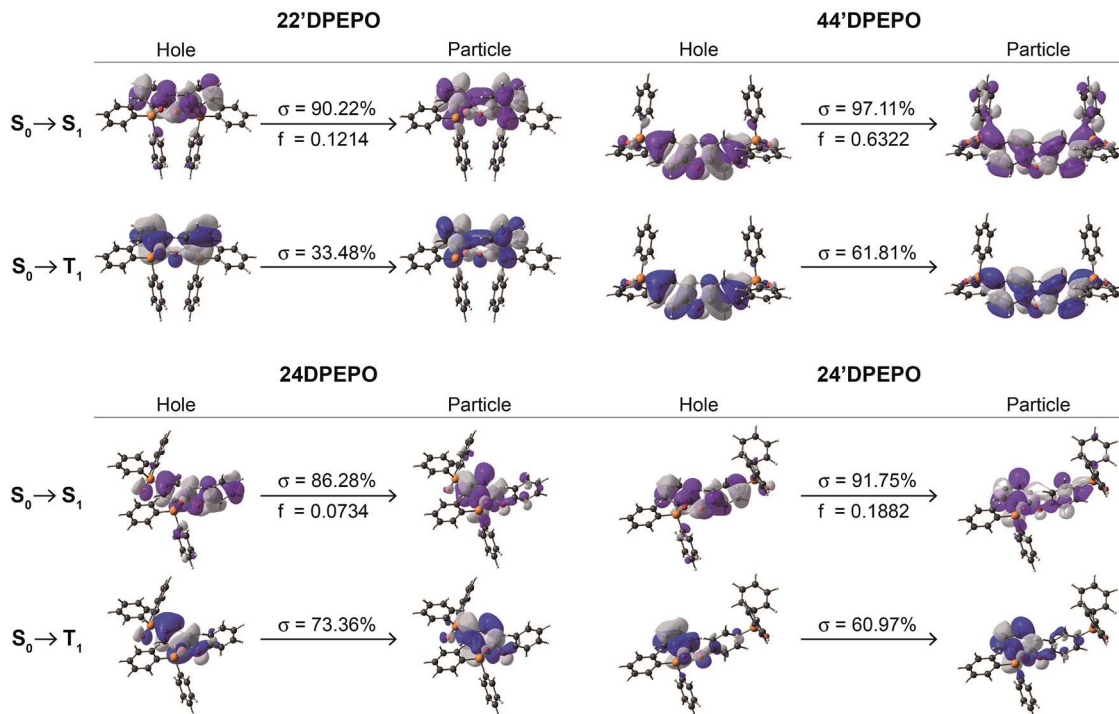 22'DPEPO 44'DPEPO
Hole Particle Hole Particle
S0 → S1 σ = 90.22% σ = 97.11%
f = 0.1214 f = 0.6322
S0 → T1 σ = 33.48% σ = 61.81%
24DPEPO 24'DPEPO
Hole Particle Hole Particle
S0 → S1 σ = 86.28% σ = 91.75%
f = 0.0734 f = 0.1882
S0 → T1 σ = 73.36% σ = 60.97%